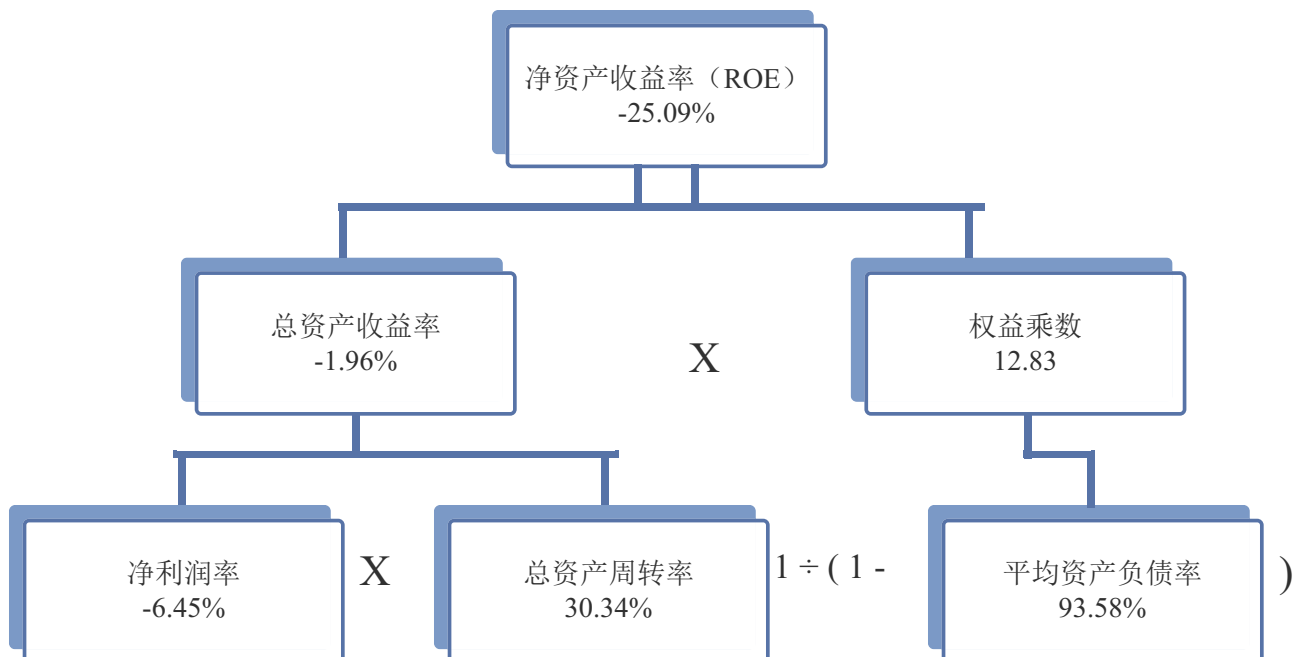 净资产收益率（ROE）
-25.09%
总资产收益率
-1.96%
X
权益乘数
12.83
净利润率
-6.45%
X
总资产周转率
30.34%
1 ÷ ( 1 -
平均资产负债率
93.58%
)